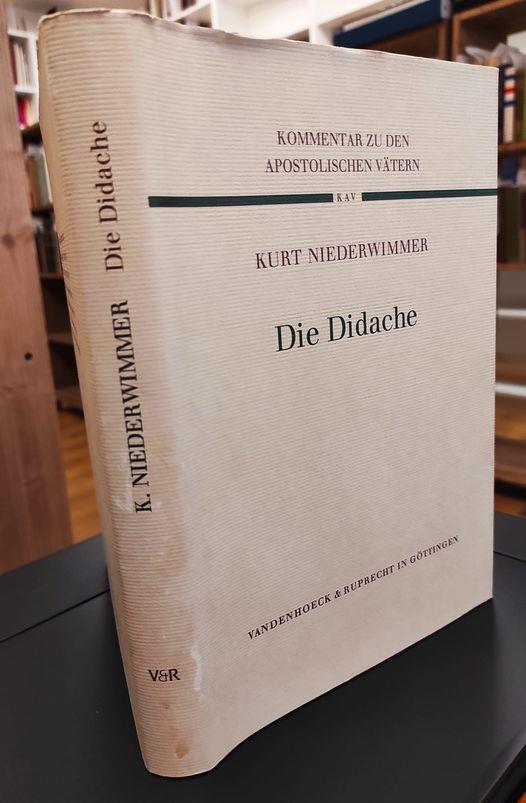 KOMMENTAR ZU DEN
APOSTOLISCHEN VÄTERN
KAV
KURT NIEDERWIMMER
Die Didache
VANDENHOECK & RUPRECHT IN GÖTTINGEN
K. NIEDERWIMMER Die Didache
V&R